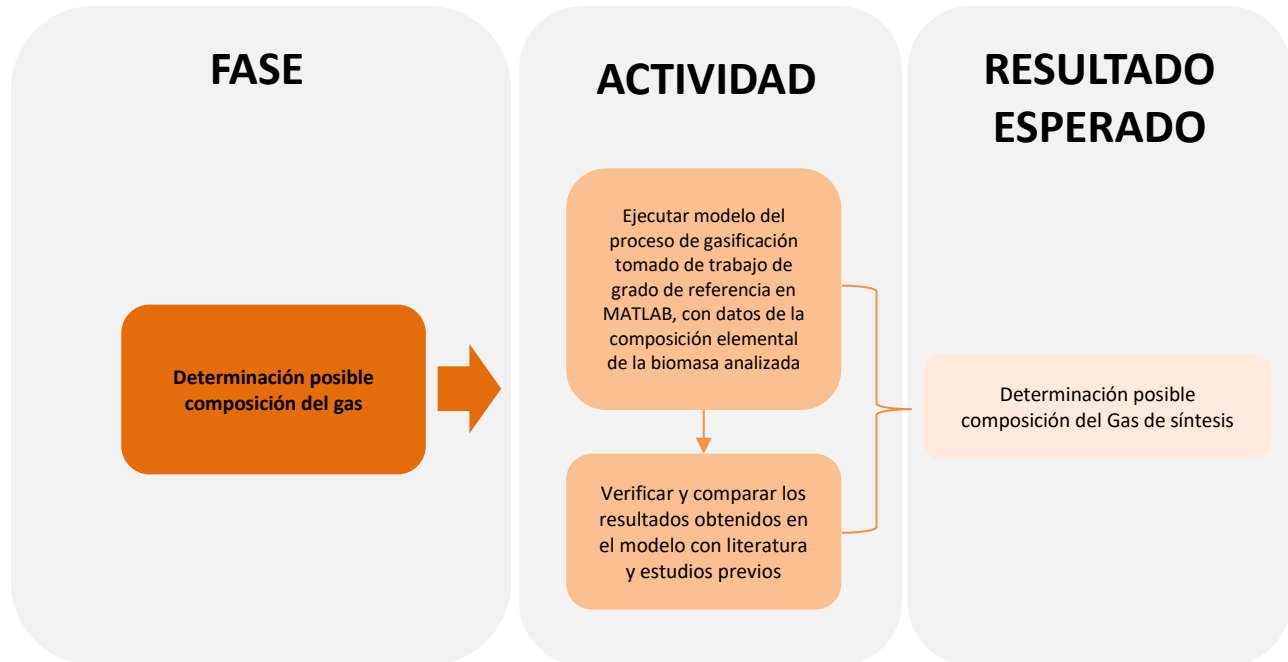 FASE
Determinación posible
composición del gas
ACTIVIDAD
Ejecutar modelo del
proceso de gasificación
tomado de trabajo de
grado de referencia en
MATLAB, con datos de la
composición elemental
de la biomasa analizada
Verificar y comparar los
resultados obtenidos en
el modelo con literatura
y estudios previos
RESULTADO
ESPERADO
Determinación posible
composición del Gas de síntesis